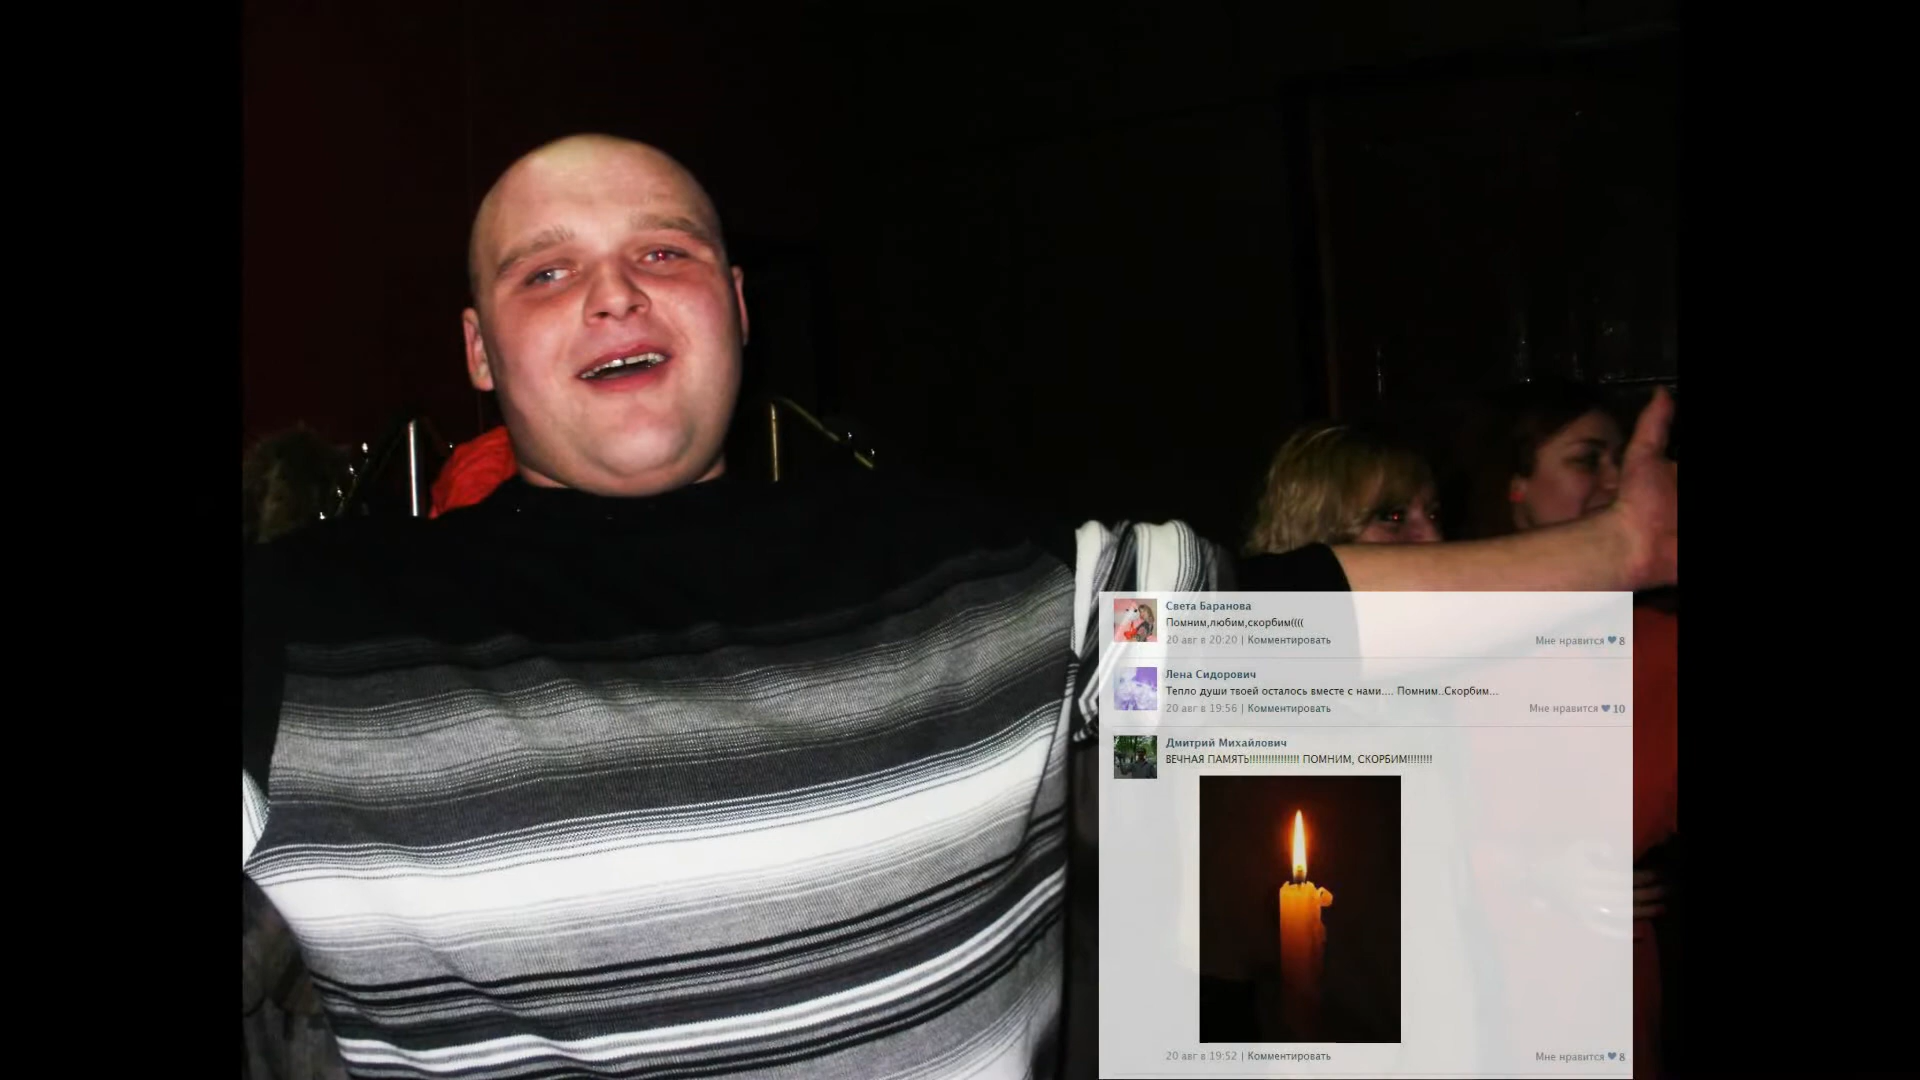 Света Баранова
Помним,любим,скорбим((((
20 авг в 20:20 | Комментировать
Мне нравится 8
Лена Сидорович
Тепло души твоей осталось вместе с нами.... Помним..Скорбим...
20 авг в 19:56 | Комментировать
Мне нравится 10
Дмитрий Михайлович
ВЕЧНАЯ ПАМЯТЬ!!!!!!!!!!!!!!!! ПОМНИМ, СКОРБИМ!!!!!!!!
20 авг в 19:52 | Комментировать
Мне нравится 8